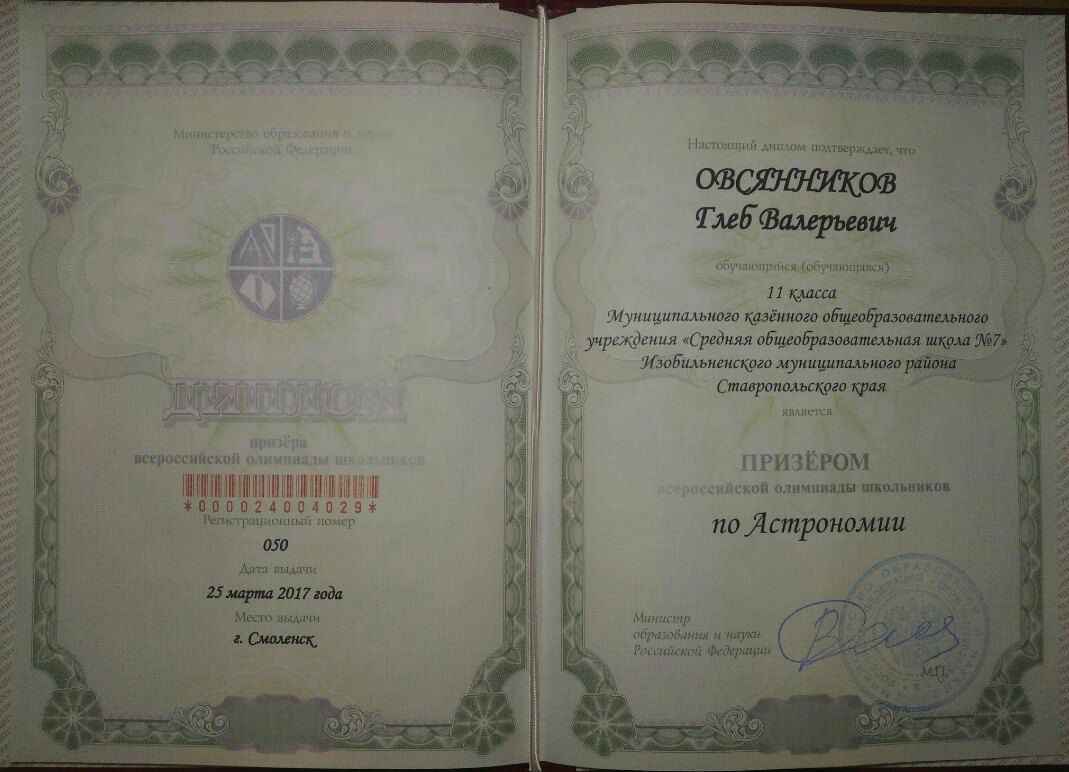 Министерство образования и науки
Российской Федерации
ДИПЛОМ
призёра
всероссийской олимпиады школьников
*000024004029*
Регистрационный номер
050
Дата выдачи
25 марта 2017 года
Место выдачи
г. Смоленск
Настоящий диплом подтверждает, что
ОВСЯННИКОВ
Глеб Валерьевич
обучающийся (обучающаяся)
11 класса
Муниципального казённого общеобразовательного
учреждения «Средняя общеобразовательная школа №7»
Изобильненского муниципального района
Ставропольского края
является
ПРИЗЁРОМ
всероссийской олимпиады школьников
по Астрономии
Министр
образования и науки
Российской Федерации
М.П.